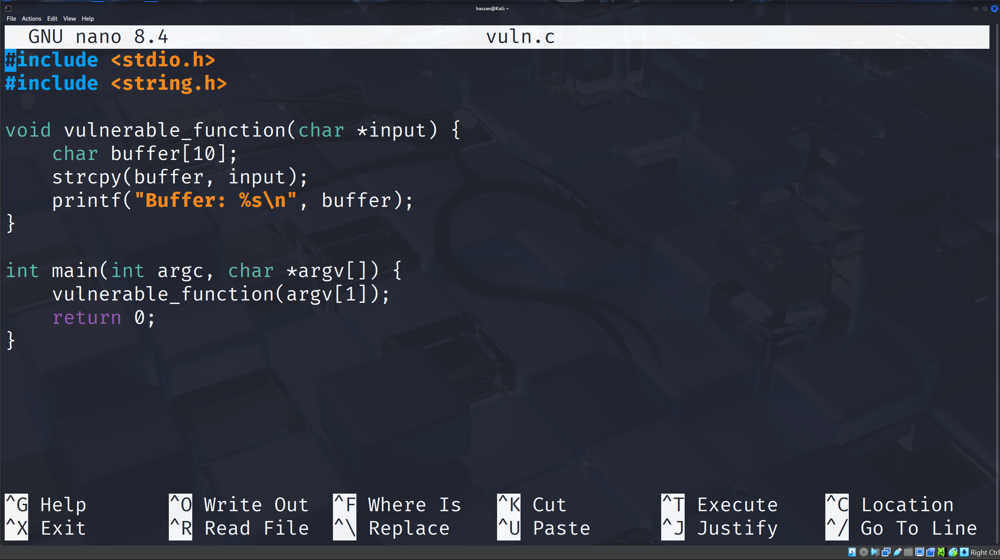 hassan@Kali: ~
File Actions Edit View Help
GNU nano 8.4 vuln.c
#include <stdio.h>
#include <string.h>
Trash
void vulnerable_function(char *input) {
    char buffer[10];
    strcpy(buffer, input);
    printf("Buffer: %s\n", buffer);
}
int main(int argc, char *argv[]) {
    vulnerable_function(argv[1]);
    return 0;
}
^G Help ^O Write Out ^F Where Is ^K Cut ^T Execute ^C Location
^X Exit ^R Read File ^\ Replace ^U Paste ^J Justify ^/ Go To Line
Right Ctrl